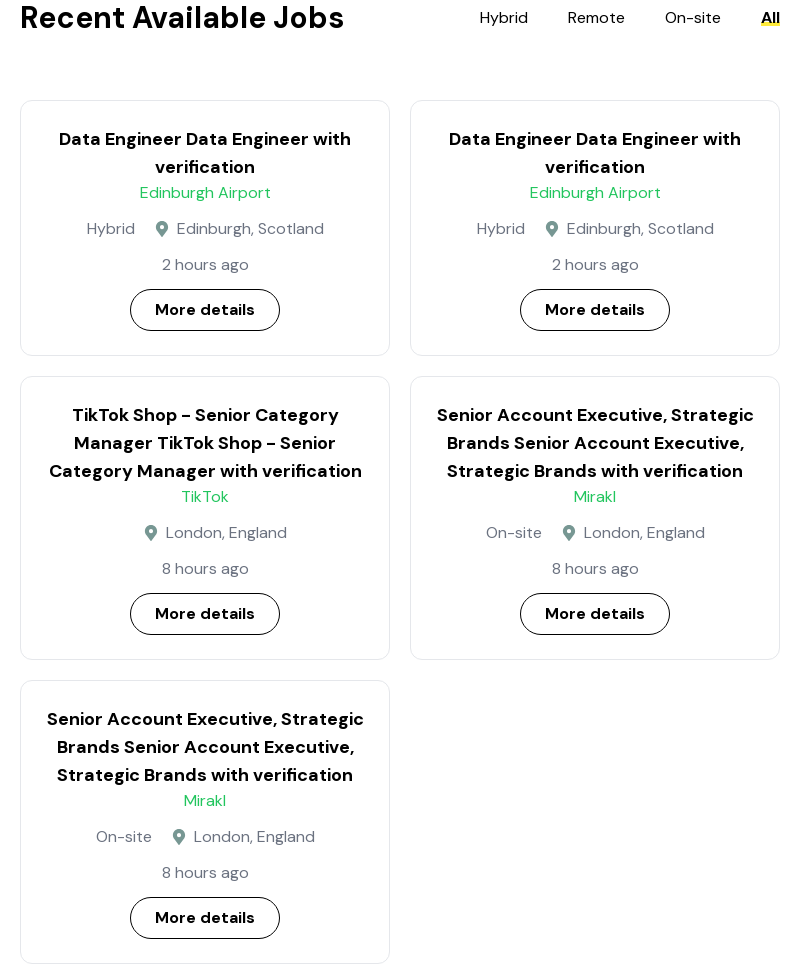 Recent Available Jobs
Hybrid Remote On-site All
Data Engineer Data Engineer with
verification
Edinburgh Airport
Hybrid Edinburgh, Scotland
2 hours ago
More details
Data Engineer Data Engineer with
verification
Edinburgh Airport
Hybrid Edinburgh, Scotland
2 hours ago
More details
TikTok Shop - Senior Category
Manager TikTok Shop - Senior
Category Manager with verification
TikTok
London, England
8 hours ago
More details
Senior Account Executive, Strategic
Brands Senior Account Executive,
Strategic Brands with verification
Mirakl
On-site London, England
8 hours ago
More details
Senior Account Executive, Strategic
Brands Senior Account Executive,
Strategic Brands with verification
Mirakl
On-site London, England
8 hours ago
More details